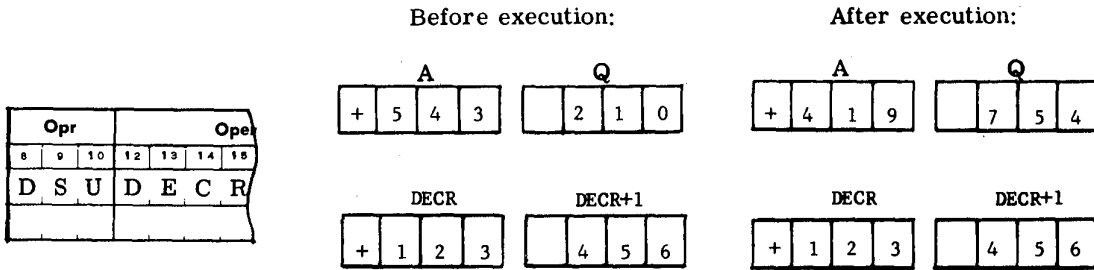 Before execution: After execution:
A Q A Q
+ 5 4 3 2 1 0 + 4 1 9 7 5 4
Opr Oper
8 9 10 12 13 14 15
D S U D E C R
DECR DECR+1 DECR DECR+1
+ 1 2 3 4 5 6 + 1 2 3 4 5 6